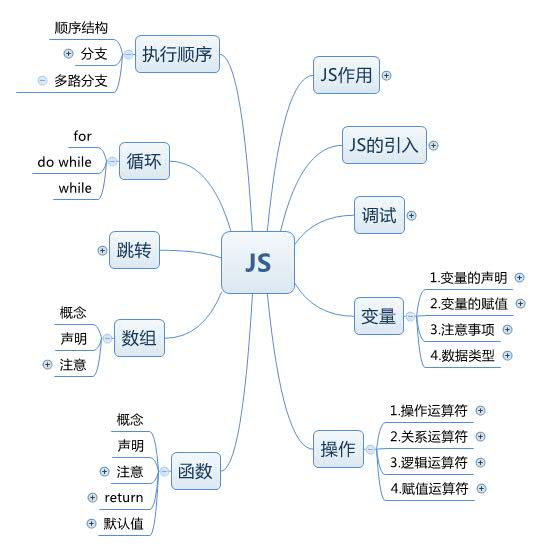 JS
JS作用
JS的引入
调试
变量
1.变量的声明
2.变量的赋值
3.注意事项
4.数据类型
操作
1.操作运算符
2.关系运算符
3.逻辑运算符
4.赋值运算符
执行顺序
顺序结构
分支
多路分支
循环
for
do while
while
跳转
数组
概念
声明
注意
函数
概念
声明
注意
return
默认值